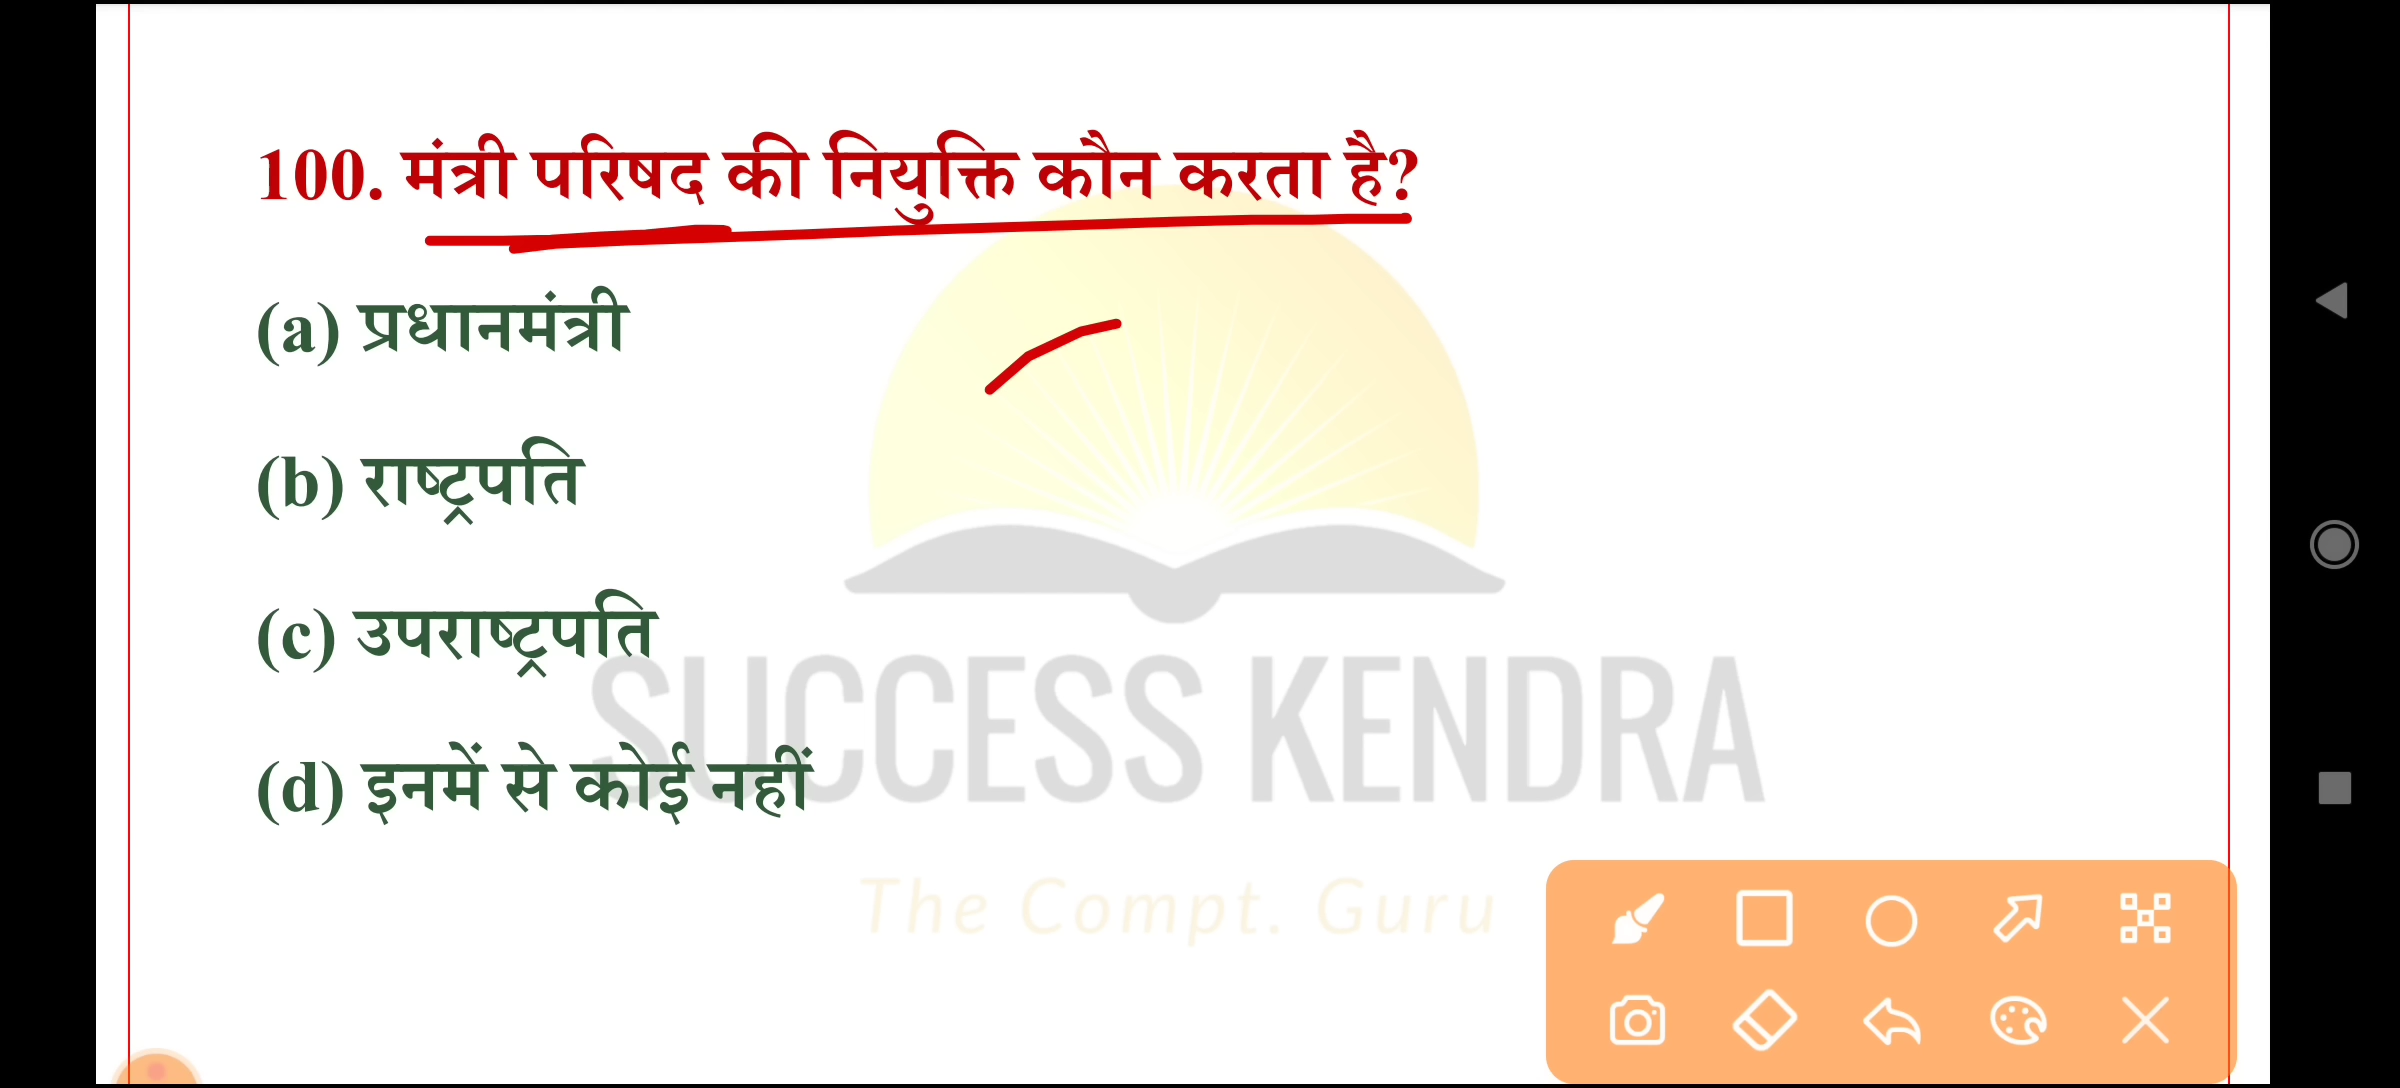 100. मंत्री परिषद की नियुक्ति कौन करता है?
(a) प्रधानमंत्री
(b) राष्ट्रपति
(c) उपराष्ट्रपति
(d) इनमें से कोई नहीं
SUCCESS KENDRA
The Compt. Guru